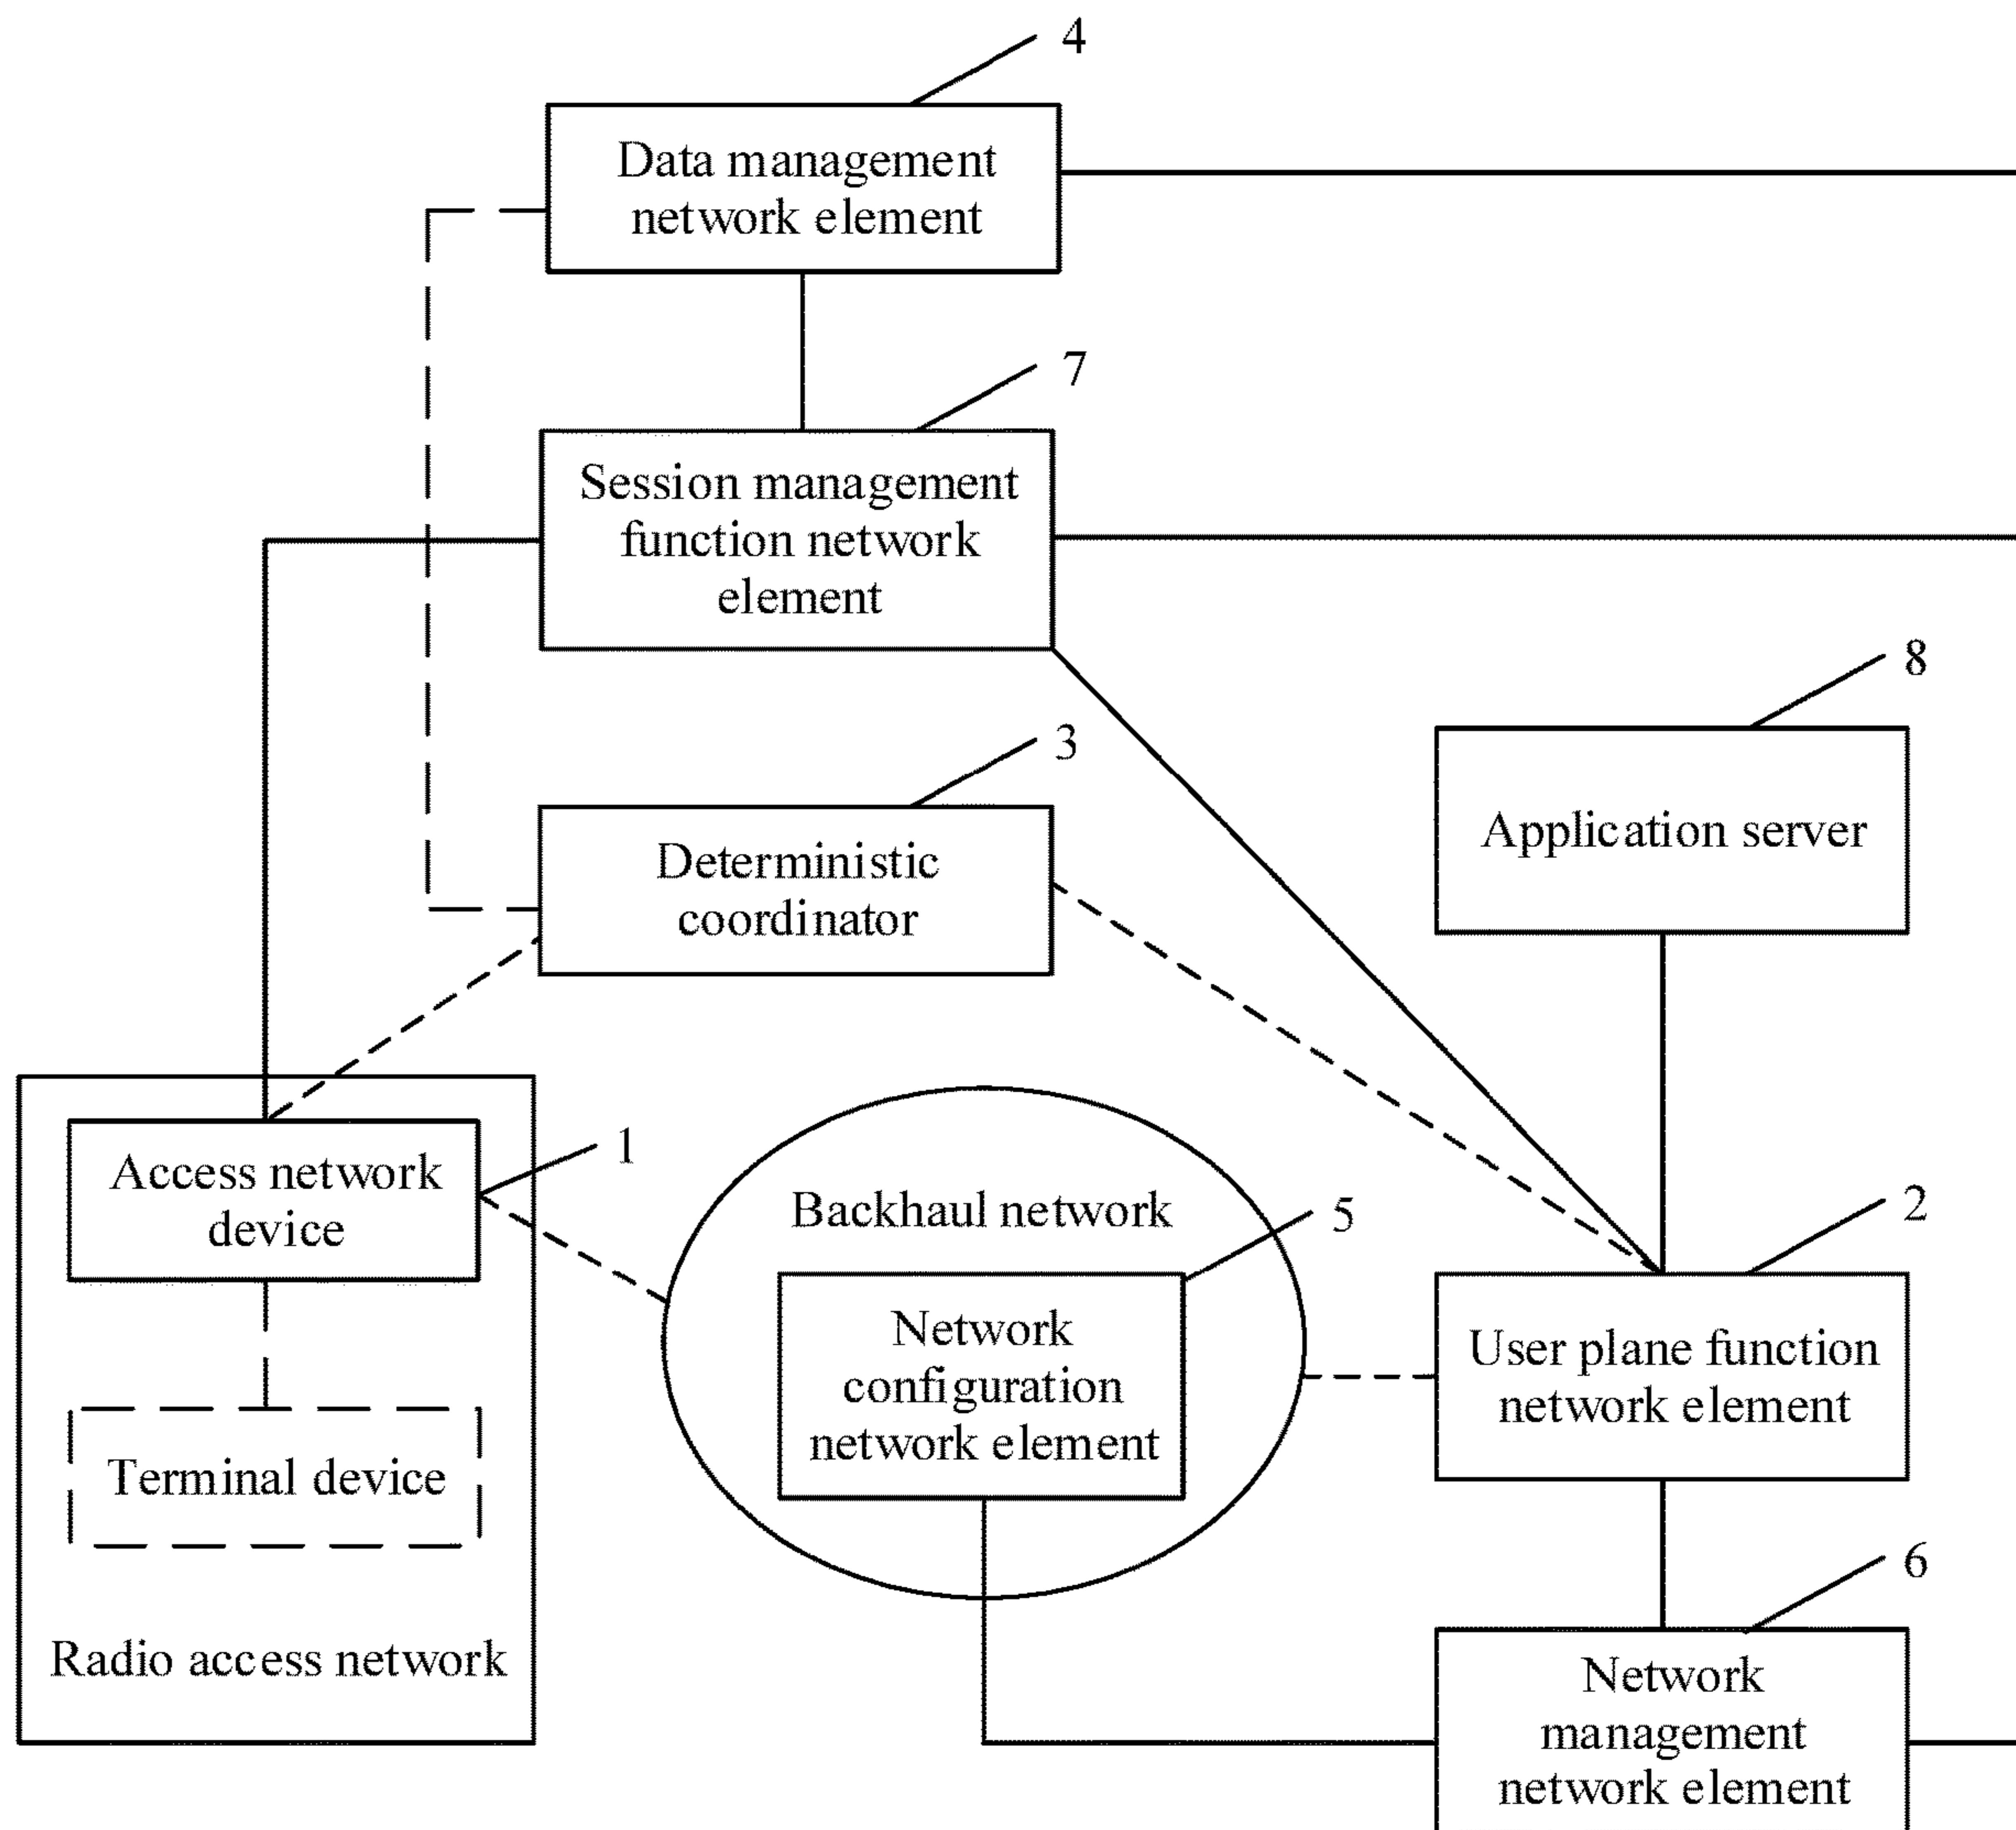 4
Data management
network element
7
Session management
function network
element
8
3
Application server
Deterministic
coordinator
1
Access network
device
Backhaul network
5
2
Network
configuration
network element
User plane function
network element
Terminal device
6
Radio access network
Network
management
network element